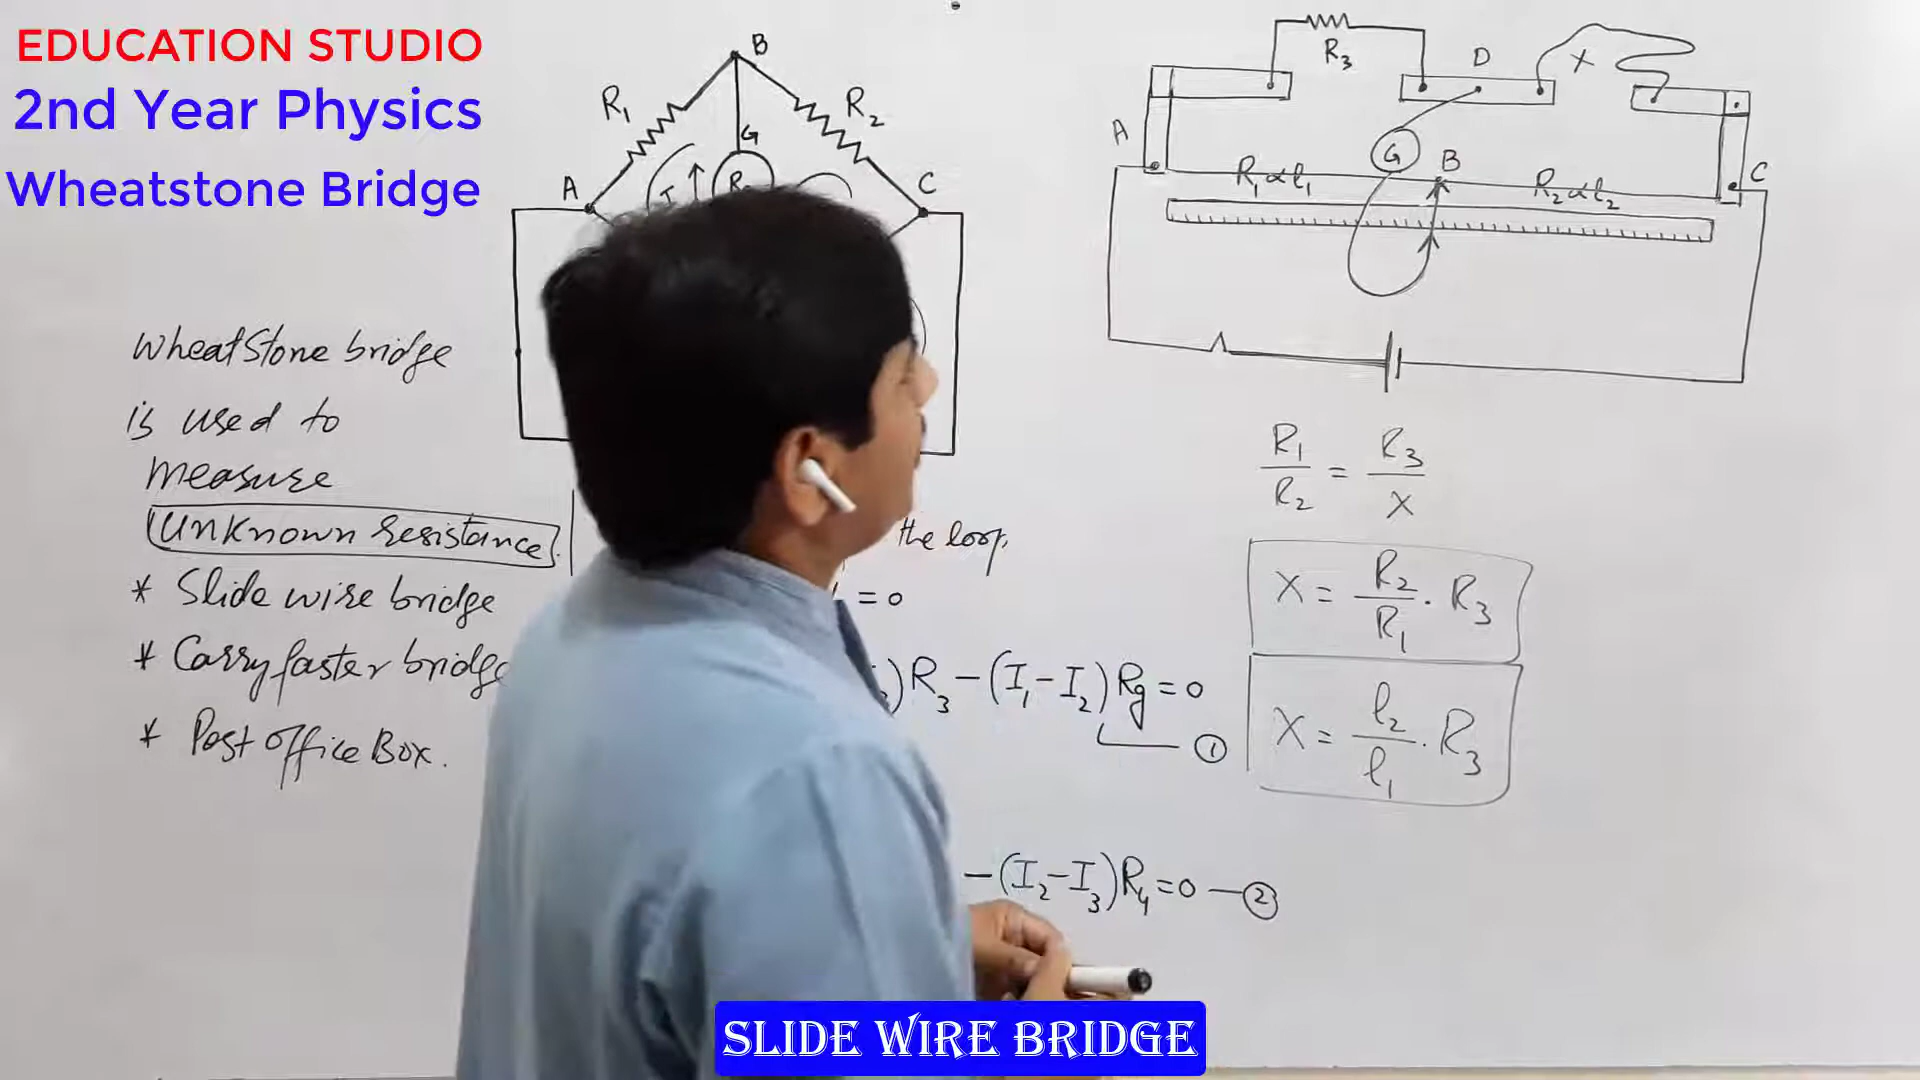 EDUCATION STUDIO
2nd Year Physics
Wheatstone Bridge
B
R1
R2
G
A
C
I
R3
D
X
A
G
B
C
R1 α ℓ1
R2 α ℓ2
WheatStone bridge
is used to
measure
Unknown resistance.
* Slide wire bridge
* Carry faster bridge
* Post office Box.
the loop.
= 0
)R3 - (I1 - I2) Rg = 0
①
- (I2 - I3) R4 = 0 — ②
R1/R2 = R3/X
X = R2/R1 . R3
X = ℓ2/ℓ1 . R3
SLIDE WIRE BRIDGE